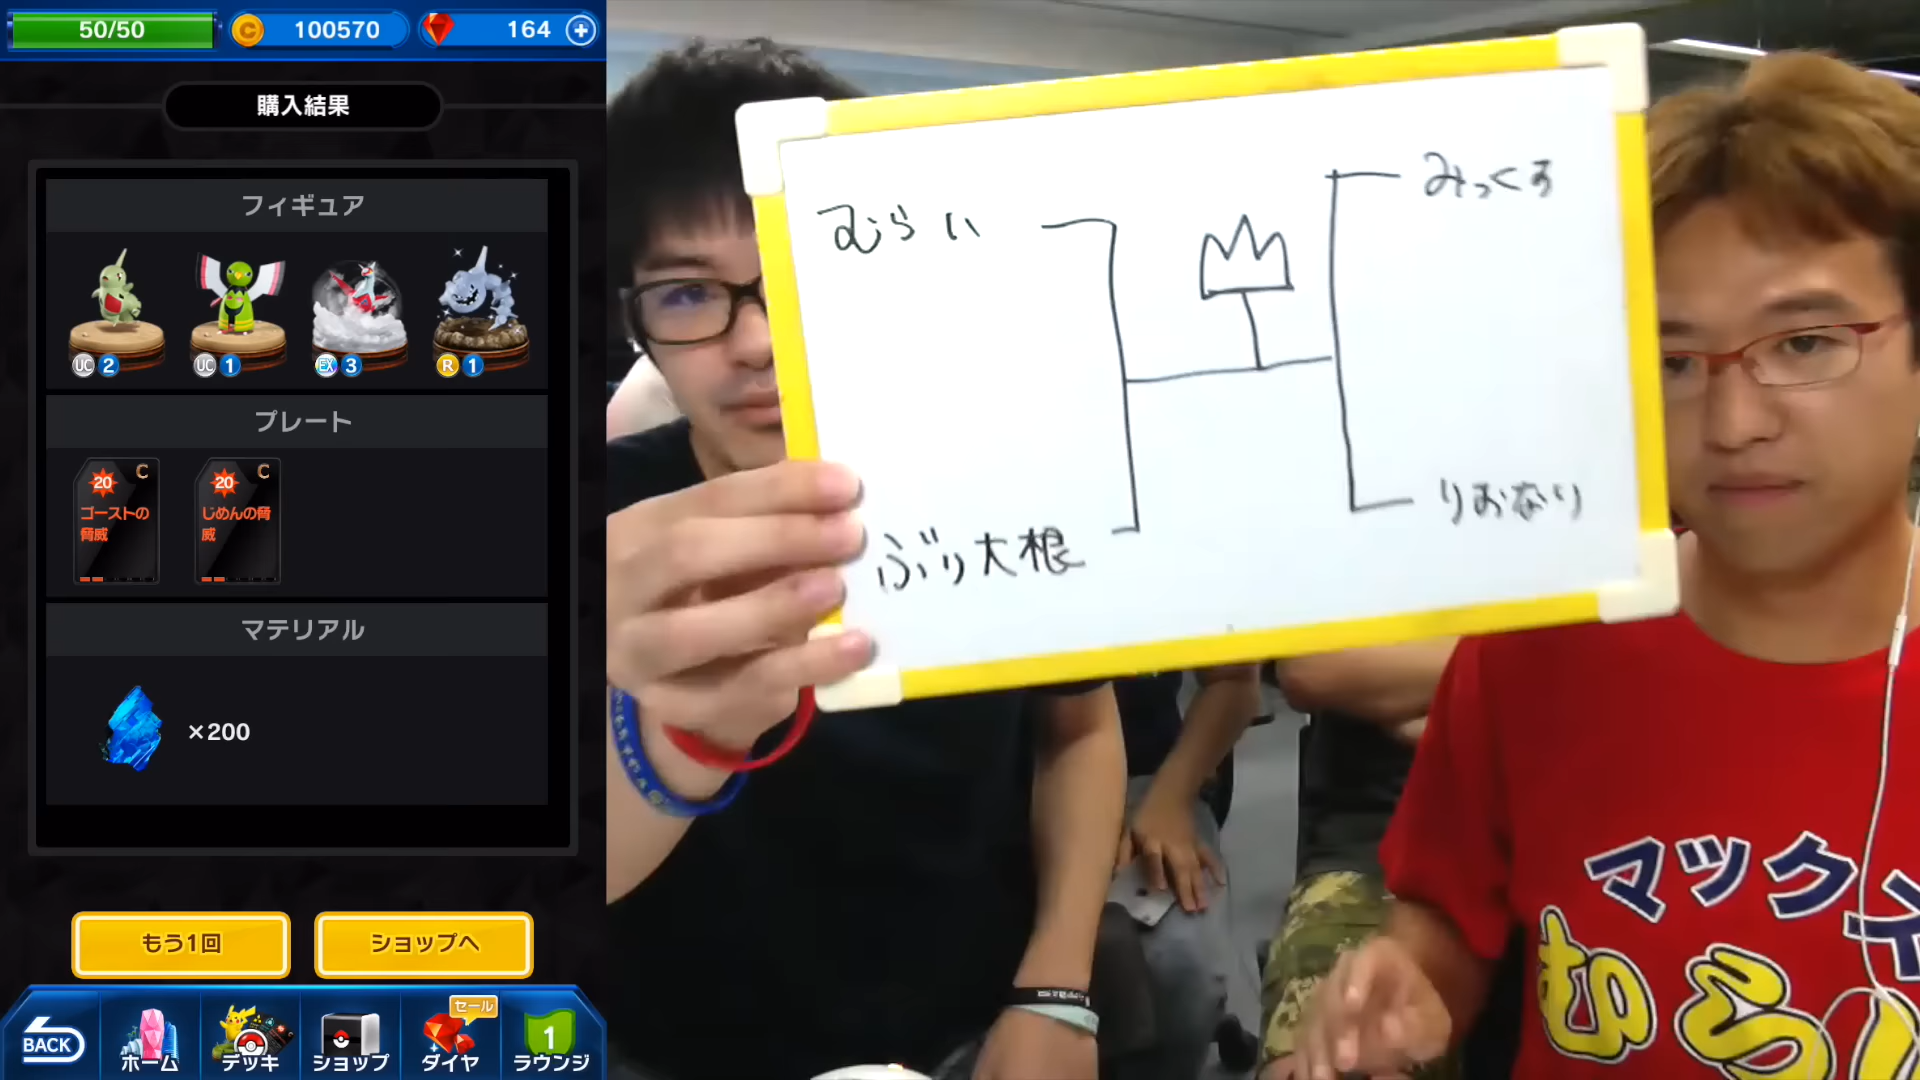 50/50
100570
164
購入結果
フィギュア
UC 2
UC 1
EX 3
R 1
プレート
20 C
ゴーストの
脅威
20 C
じめんの脅
威
マテリアル
×200
もう1回
ショップへ
BACK
ホーム
デッキ
ショップ
セール
ダイヤ
1
ラウンジ
むらい
みっくす
ぶり大根
りおなり
マックス
むらい